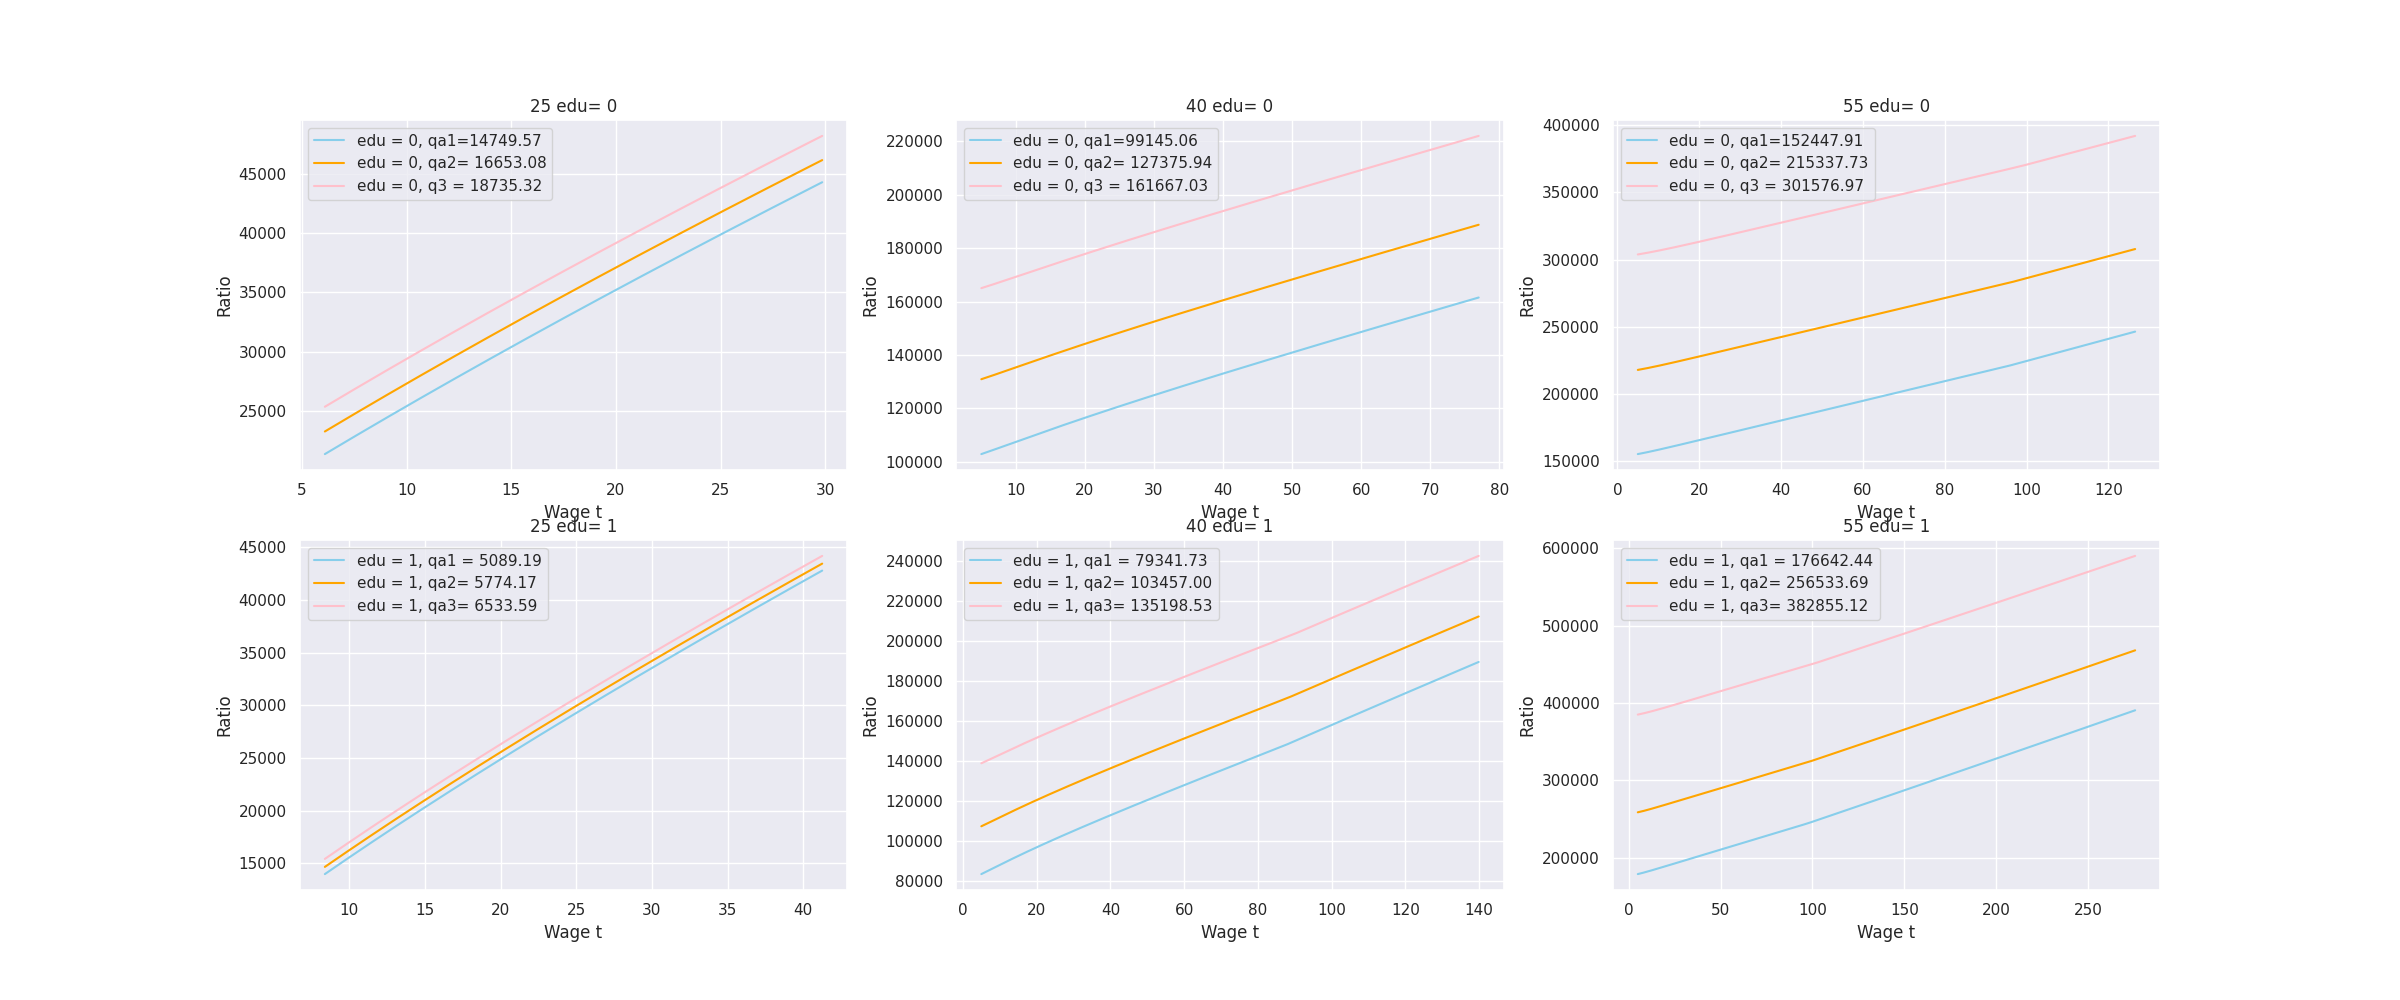 25 edu= 0
edu = 0, qa1=14749.57
edu = 0, qa2= 16653.08
edu = 0, q3 = 18735.32
45000
40000
35000
30000
25000
Ratio
5 10 15 20 25 30
Wage t
40 edu= 0
edu = 0, qa1=99145.06
edu = 0, qa2= 127375.94
edu = 0, q3 = 161667.03
220000
200000
180000
160000
140000
120000
100000
Ratio
10 20 30 40 50 60 70 80
Wage t
55 edu= 0
edu = 0, qa1=152447.91
edu = 0, qa2= 215337.73
edu = 0, q3 = 301576.97
400000
350000
300000
250000
200000
150000
Ratio
0 20 40 60 80 100 120
Wage t
25 edu= 1
edu = 1, qa1 = 5089.19
edu = 1, qa2= 5774.17
edu = 1, qa3= 6533.59
45000
40000
35000
30000
25000
20000
15000
Ratio
10 15 20 25 30 35 40
Wage t
40 edu= 1
edu = 1, qa1 = 79341.73
edu = 1, qa2= 103457.00
edu = 1, qa3= 135198.53
240000
220000
200000
180000
160000
140000
120000
100000
80000
Ratio
0 20 40 60 80 100 120 140
Wage t
55 edu= 1
edu = 1, qa1 = 176642.44
edu = 1, qa2= 256533.69
edu = 1, qa3= 382855.12
600000
500000
400000
300000
200000
Ratio
0 50 100 150 200 250
Wage t